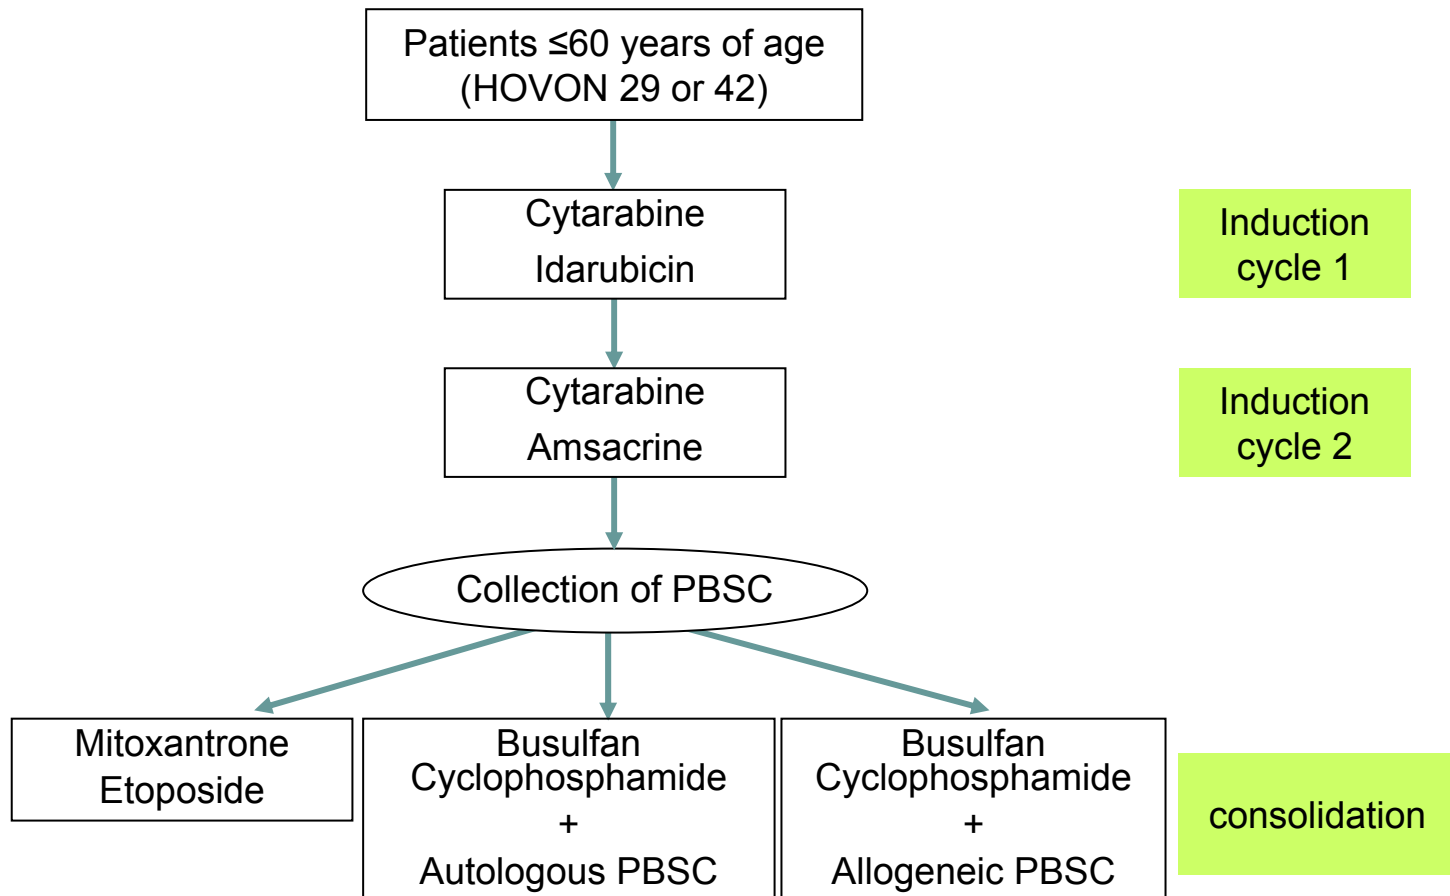 Patients ≤60 years of age
(HOVON 29 or 42)
Cytarabine
Idarubicin
Induction
cycle 1
Cytarabine
Amsacrine
Induction
cycle 2
Collection of PBSC
Mitoxantrone
Etoposide
Busulfan
Cyclophosphamide
+
Autologous PBSC
Busulfan
Cyclophosphamide
+
Allogeneic PBSC
consolidation